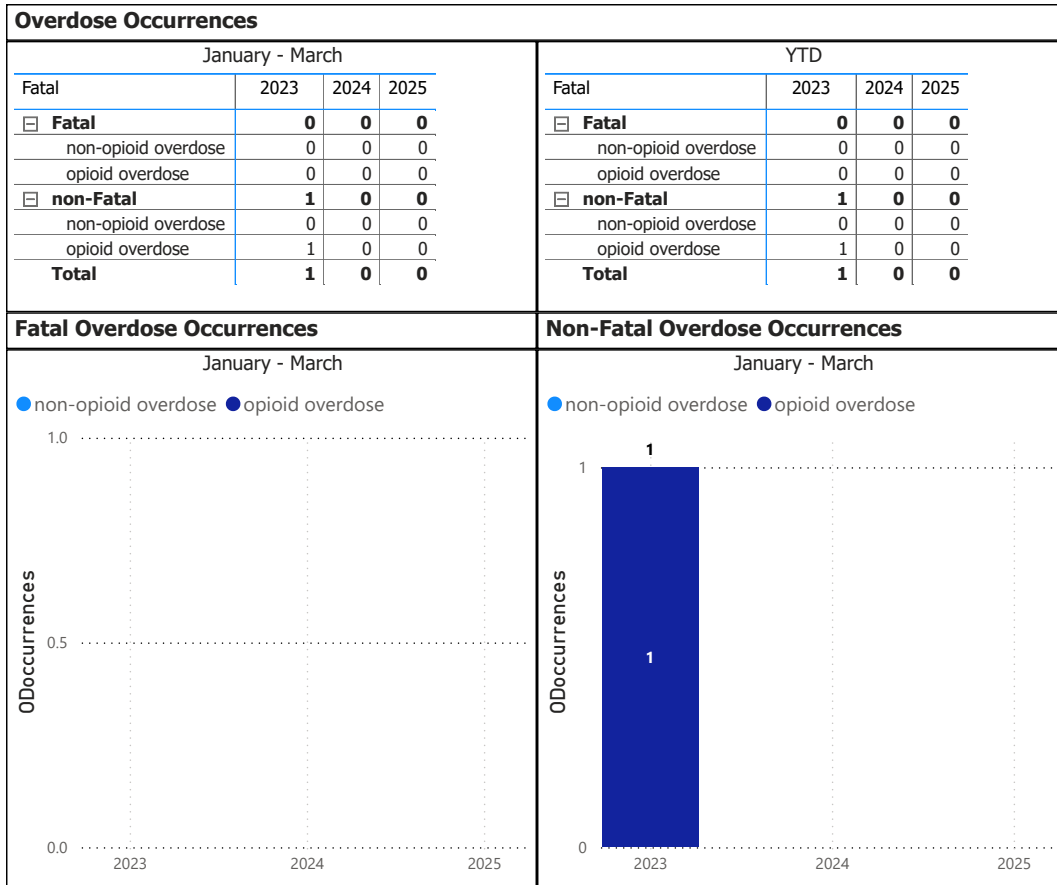 Overdose Occurrences
January - March
Fatal 2023 2024 2025
Fatal 0 0 0
non-opioid overdose 0 0 0
opioid overdose 0 0 0
non-Fatal 1 0 0
non-opioid overdose 0 0 0
opioid overdose 1 0 0
Total 1 0 0
YTD
Fatal 2023 2024 2025
Fatal 0 0 0
non-opioid overdose 0 0 0
opioid overdose 0 0 0
non-Fatal 1 0 0
non-opioid overdose 0 0 0
opioid overdose 1 0 0
Total 1 0 0
Fatal Overdose Occurrences
January - March
non-opioid overdose opioid overdose
1.0
0.5
0.0
ODoccurrences
2023 2024 2025
Non-Fatal Overdose Occurrences
January - March
non-opioid overdose opioid overdose
1
1
1
0
ODoccurrences
2023 2024 2025